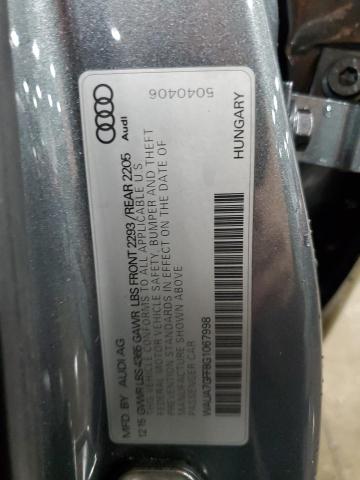 Audi
5040406
HUNGARY
MFD. BY AUDI AG
12/15 GVWR LBS 4365 GAWR LBS FRONT 2293/REAR 2205
THIS VEHICLE CONFORMS TO ALL APPLICABLE U S
FEDERAL MOTOR VEHICLE SAFETY, BUMPER AND THEFT
PREVENTION STANDARDS IN EFFECT ON THE DATE OF
MANUFACTURE SHOWN ABOVE
PASSENGER CAR
WAUA7GFF8G1067998